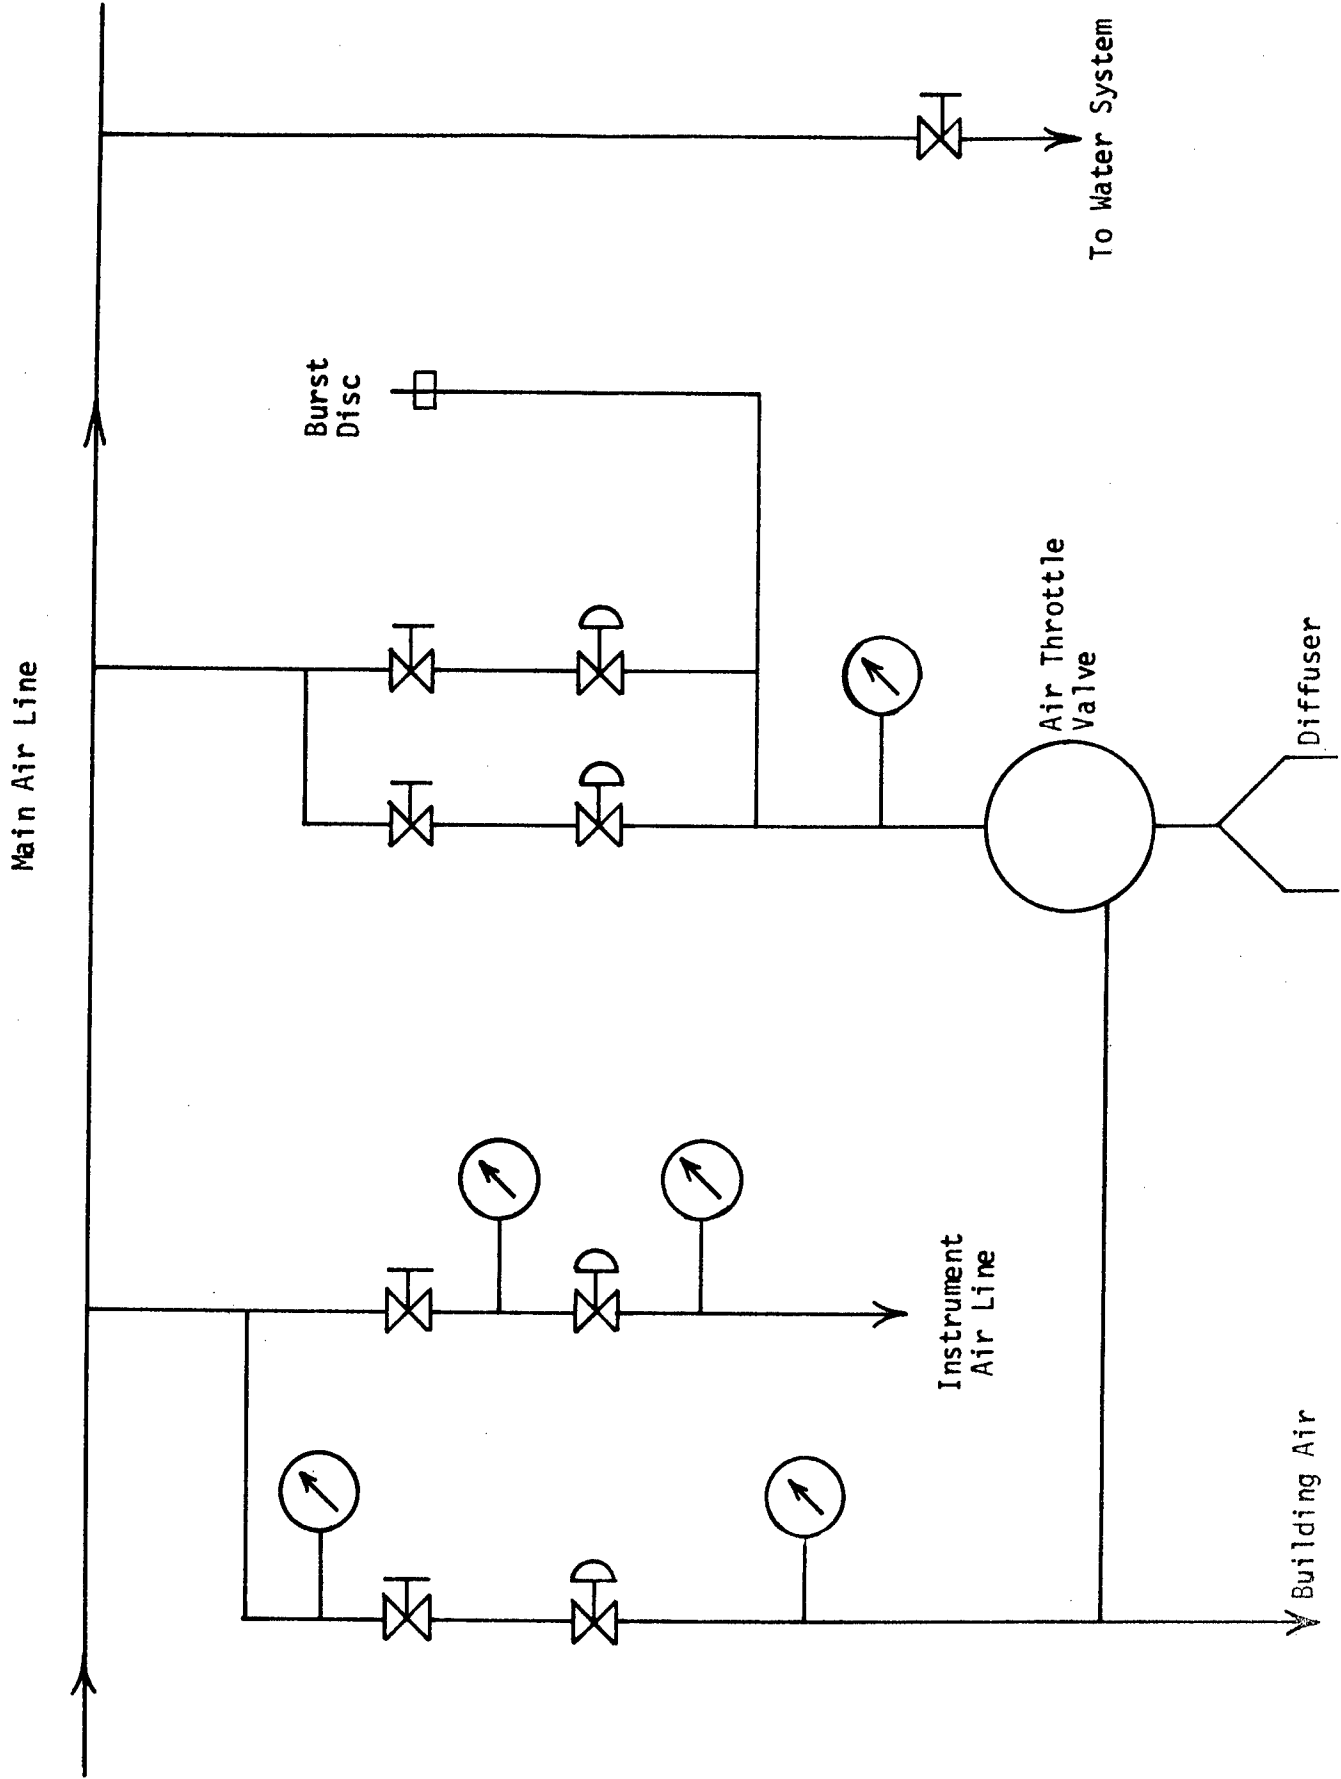 Main Air Line
Burst
Disc
To Water System
Air Throttle
Valve
Diffuser
Instrument
Air Line
Building Air